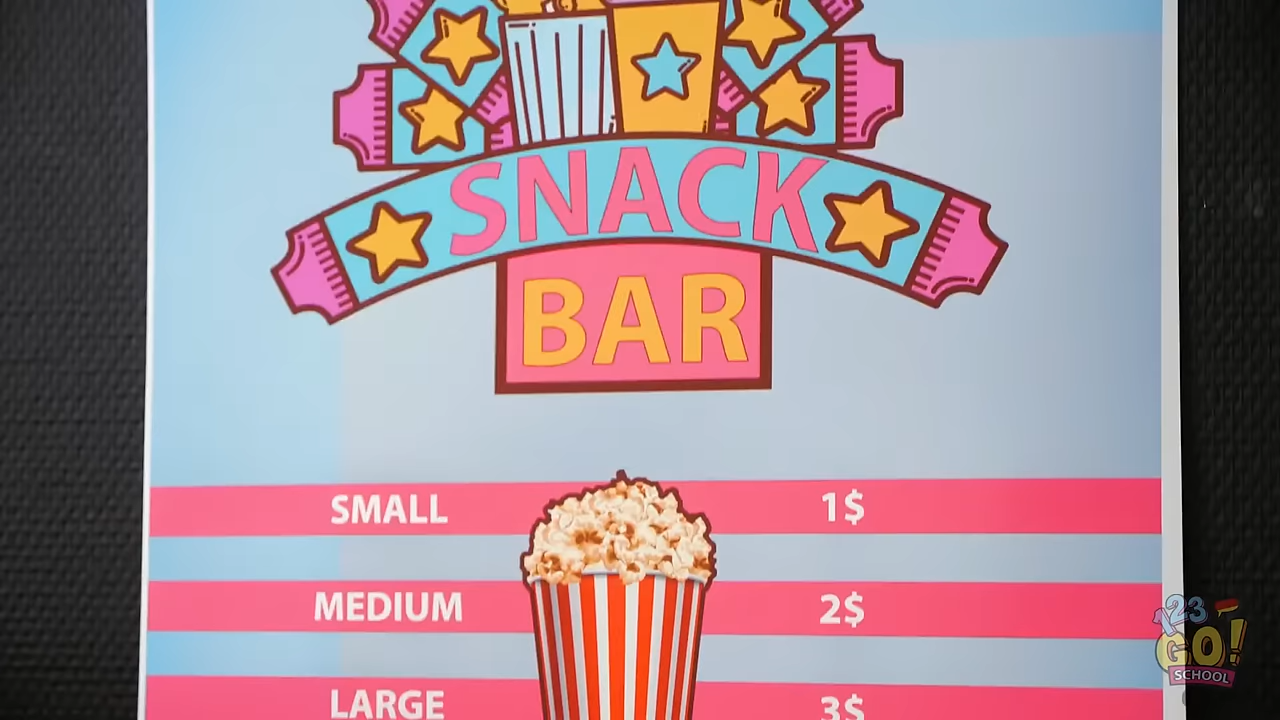 SNACK
BAR
SMALL 1$
MEDIUM 2$
LARGE 3$
123
GO!
SCHOOL